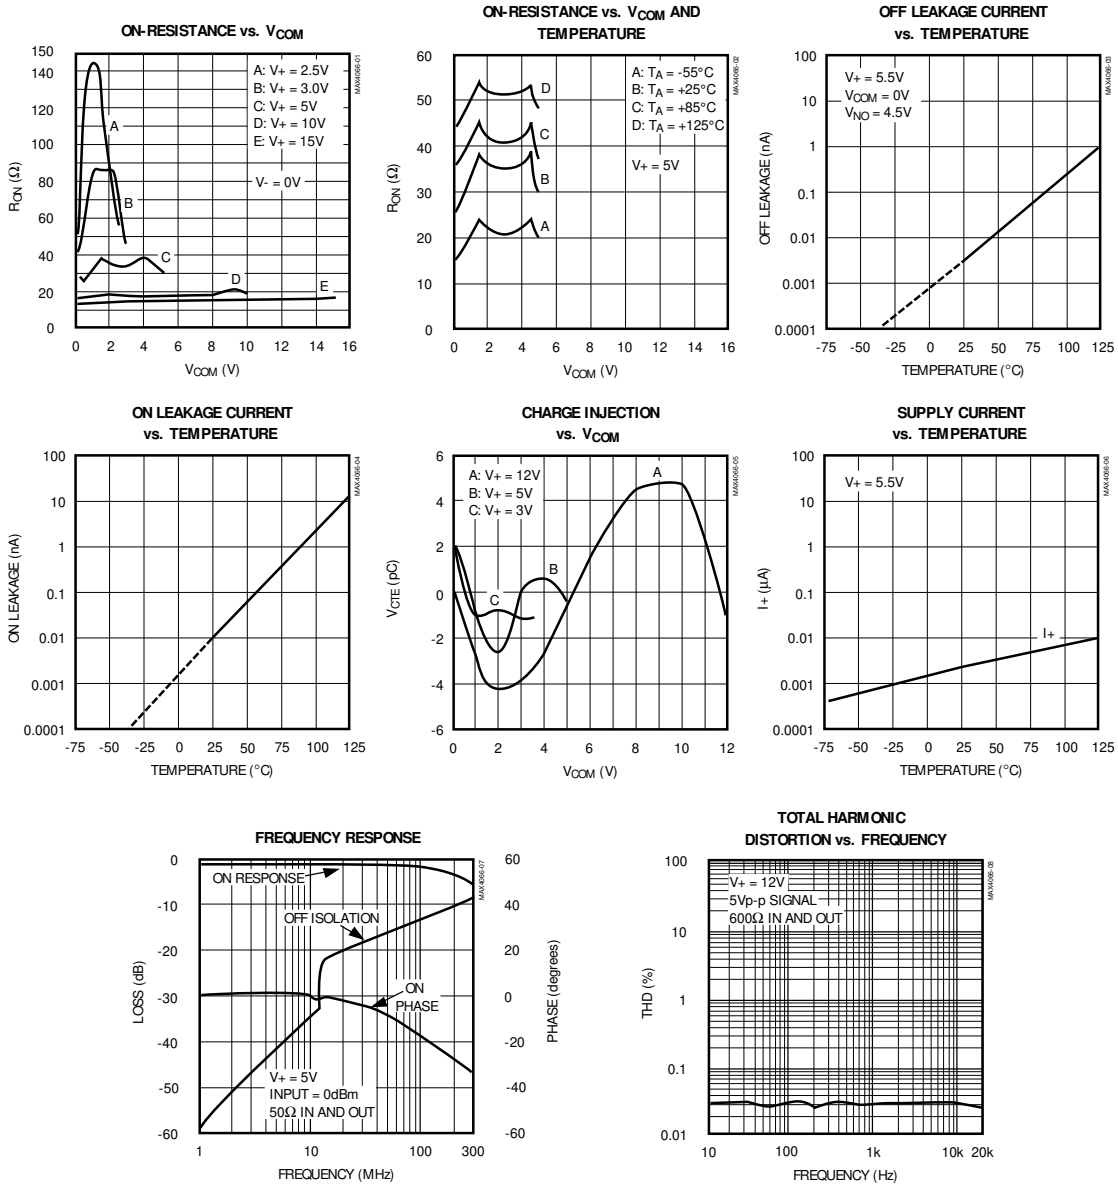 ON-RESISTANCE vs. VCOM
150
140
120
100
80
60
40
20
0
RON (Ω)
A: V+ = 2.5V
B: V+ = 3.0V
C: V+ = 5V
D: V+ = 10V
E: V+ = 15V
V- = 0V
A
B
C
D
E
MAX4066-01
0 2 4 6 8 10 12 14 16
VCOM (V)
ON-RESISTANCE vs. VCOM AND
TEMPERATURE
60
50
40
30
20
10
0
RON (Ω)
A: TA = -55°C
B: TA = +25°C
C: TA = +85°C
D: TA = +125°C
V+ = 5V
D
C
B
A
MAX4066-02
0 2 4 6 8 10 12 14 16
VCOM (V)
OFF LEAKAGE CURRENT
vs. TEMPERATURE
100
10
1
0.1
0.01
0.001
0.0001
OFF LEAKAGE (nA)
V+ = 5.5V
VCOM = 0V
VNO = 4.5V
MAX4066-03
-75 -50 -25 0 25 50 75 100 125
TEMPERATURE (°C)
ON LEAKAGE CURRENT
vs. TEMPERATURE
100
10
1
0.1
0.01
0.001
0.0001
ON LEAKAGE (nA)
MAX4066-04
-75 -50 -25 0 25 50 75 100 125
TEMPERATURE (°C)
CHARGE INJECTION
vs. VCOM
6
4
2
0
-2
-4
-6
VCTE (pC)
A: V+ = 12V
B: V+ = 5V
C: V+ = 3V
A
B
C
MAX4066-05
0 2 4 6 8 10 12
VCOM (V)
SUPPLY CURRENT
vs. TEMPERATURE
100
10
1
0.1
0.01
0.001
0.0001
I+ (µA)
V+ = 5.5V
I+
MAX4066-06
-75 -50 -25 0 25 50 75 100 125
TEMPERATURE (°C)
FREQUENCY RESPONSE
0
-10
-20
-30
-40
-50
-60
LOSS (dB)
ON RESPONSE
OFF ISOLATION
ON
PHASE
V+ = 5V
INPUT = 0dBm
50Ω IN AND OUT
60
40
20
0
-20
-40
-60
PHASE (degrees)
MAX4066-07
1 10 100 300
FREQUENCY (MHz)
TOTAL HARMONIC
DISTORTION vs. FREQUENCY
100
10
1
0.1
0.01
THD (%)
V+ = 12V
5Vp-p SIGNAL
600Ω IN AND OUT
MAX4066-08
10 100 1k 10k 20k
FREQUENCY (Hz)